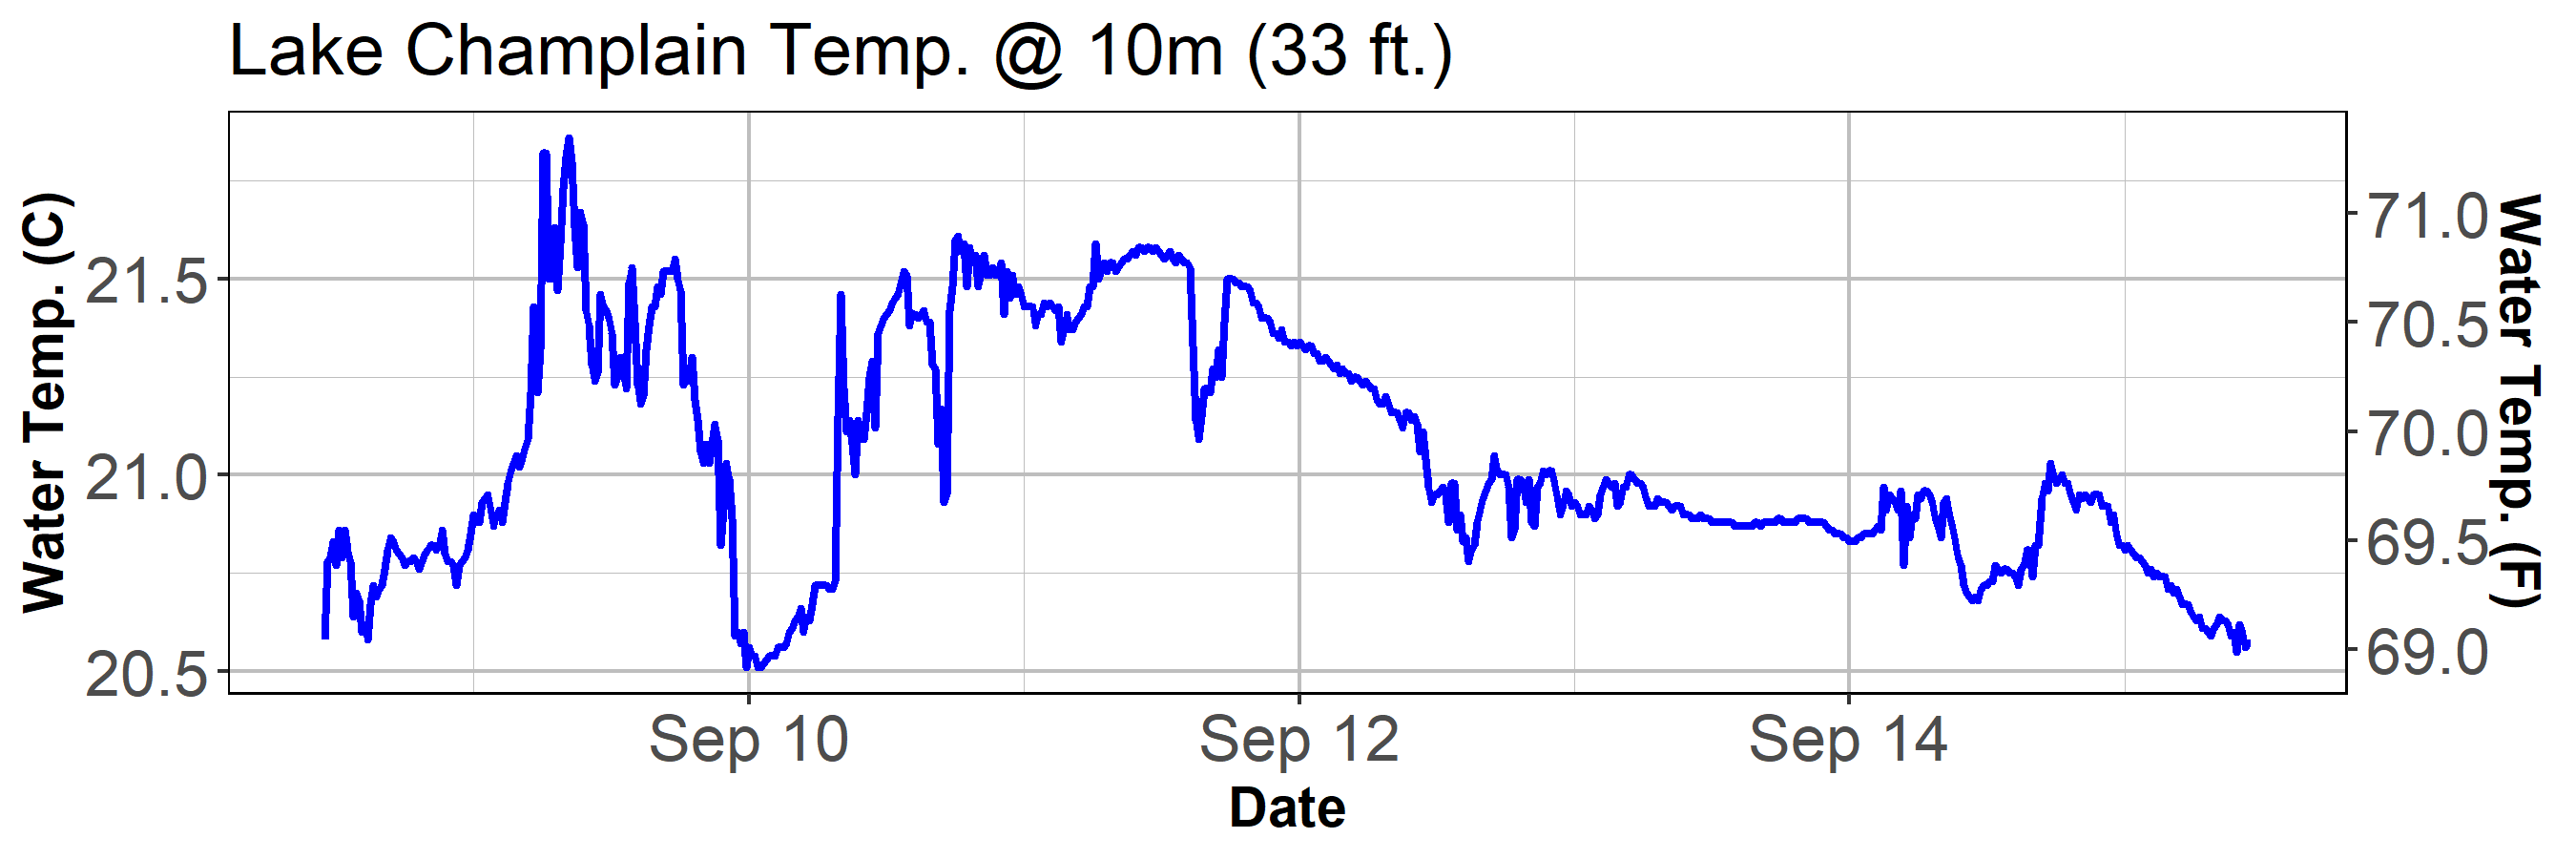 Lake Champlain Temp. @ 10m (33 ft.)
Water Temp. (C)
21.5
21.0
20.5
71.0
70.5
70.0
69.5
69.0
Water Temp. (F)
Sep 10
Sep 12
Sep 14
Date